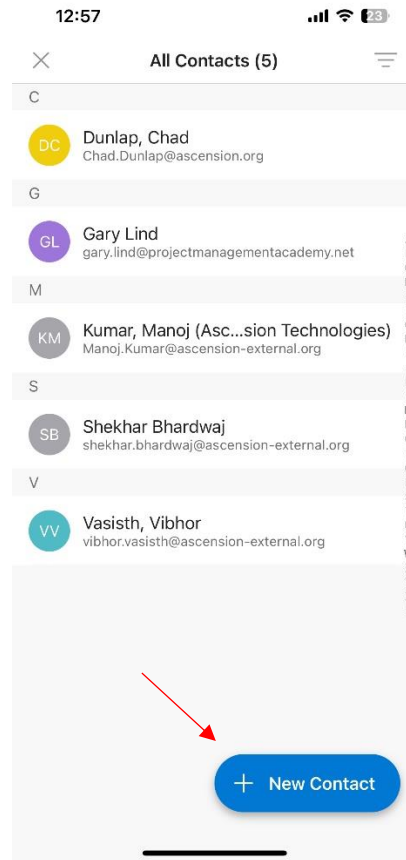 12:57
23
All Contacts (5)
C
DC
Dunlap, Chad
Chad.Dunlap@ascension.org
G
GL
Gary Lind
gary.lind@projectmanagementacademy.net
M
KM
Kumar, Manoj (Asc...sion Technologies)
Manoj.Kumar@ascension-external.org
S
SB
Shekhar Bhardwaj
shekhar.bhardwaj@ascension-external.org
V
VV
Vasisth, Vibhor
vibhor.vasisth@ascension-external.org
+ New Contact